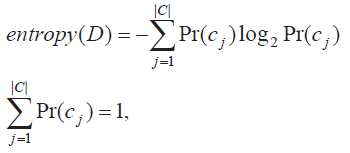 entropy(D) = −∑_{j=1}^{|C|} Pr(c_j) log₂ Pr(c_j)
∑_{j=1}^{|C|} Pr(c_j) = 1,